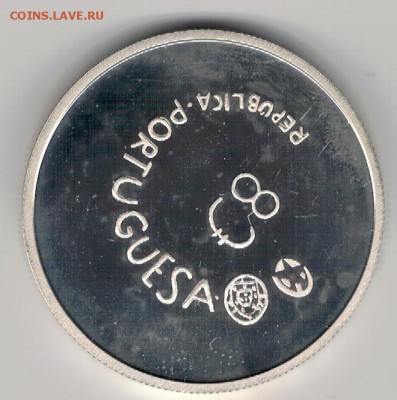 COINS.LAVE.RU
REPUBLICA · PORTUGUESA ·
8 €